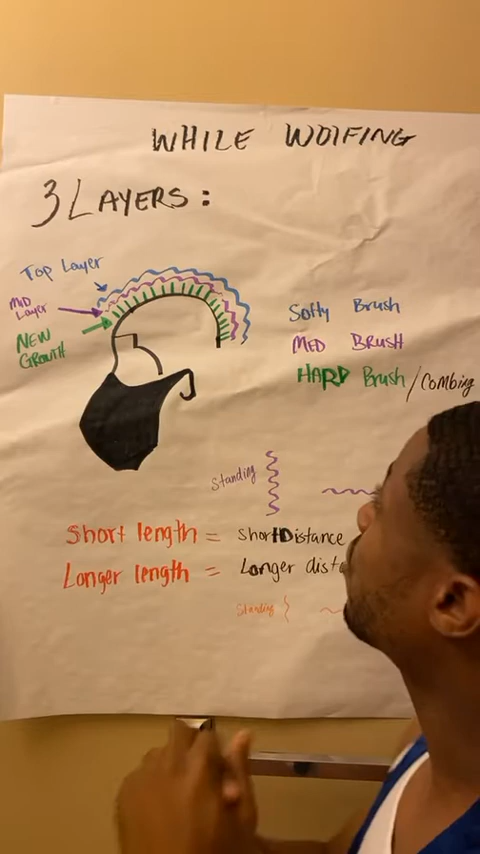 WHILE WOlFING
3 LAYERS:
Top Layer
MID Layer
NEW GROWTH
Softy Brush
MED BRUSH
HARD Brush / Combing
Standing
Short length = short Distance
Longer length = Longer
Standing